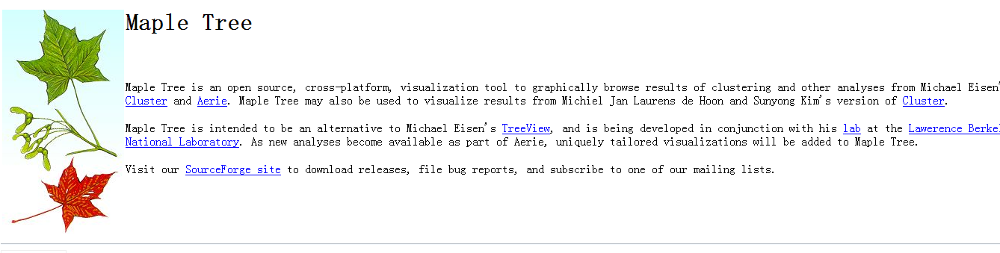 Maple Tree
Maple Tree is an open source, cross-platform, visualization tool to graphically browse results of clustering and other analyses from Michael Eisen'
Cluster and Aerie. Maple Tree may also be used to visualize results from Michiel Jan Laurens de Hoon and Sunyong Kim's version of Cluster.
Maple Tree is intended to be an alternative to Michael Eisen's TreeView, and is being developed in conjunction with his lab at the Lawerence Berkel
National Laboratory. As new analyses become available as part of Aerie, uniquely tailored visualizations will be added to Maple Tree.
Visit our SourceForge site to download releases, file bug reports, and subscribe to one of our mailing lists.